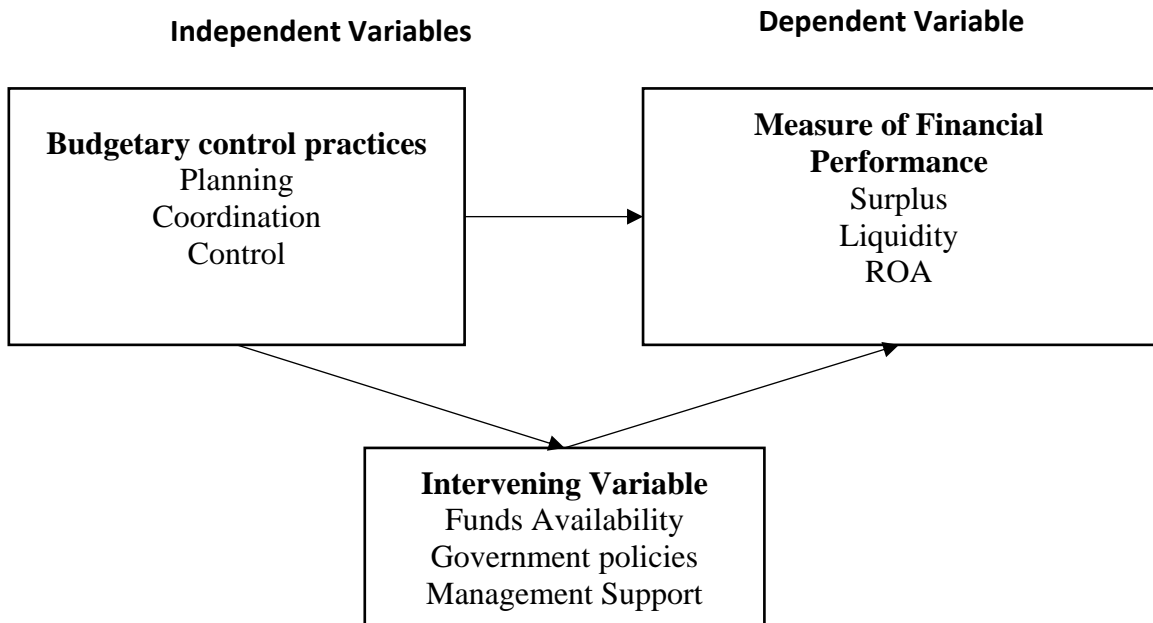 Independent Variables
Dependent Variable
Budgetary control practices
Planning
Coordination
Control
Measure of Financial
Performance
Surplus
Liquidity
ROA
Intervening Variable
Funds Availability
Government policies
Management Support